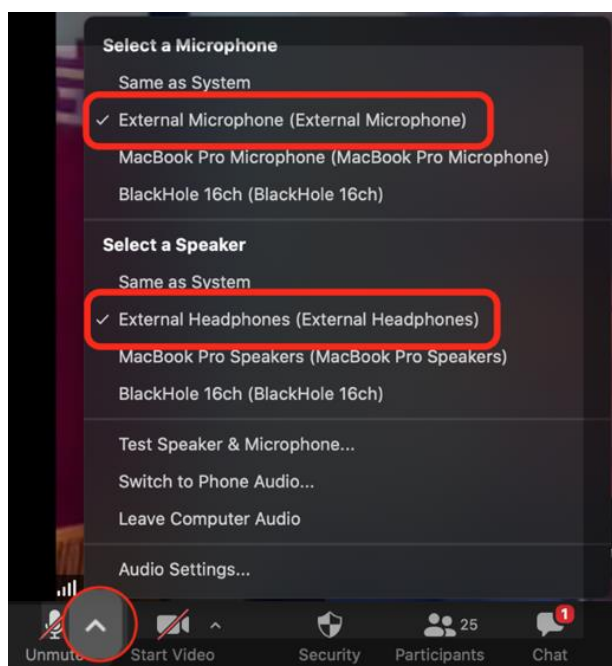 Select a Microphone
Same as System
✓ External Microphone (External Microphone)
MacBook Pro Microphone (MacBook Pro Microphone)
BlackHole 16ch (BlackHole 16ch)
Select a Speaker
Same as System
✓ External Headphones (External Headphones)
MacBook Pro Speakers (MacBook Pro Speakers)
BlackHole 16ch (BlackHole 16ch)
Test Speaker & Microphone...
Switch to Phone Audio...
Leave Computer Audio
Audio Settings...
25
1
Unmute Start Video Security Participants Chat